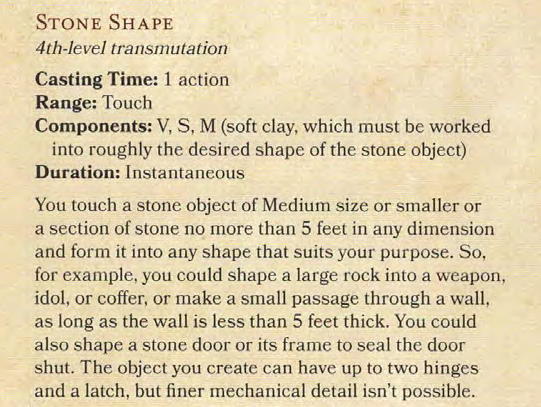 STONE SHAPE
4th-level transmutation
Casting Time: 1 action
Range: Touch
Components: V, S, M (soft clay, which must be worked
into roughly the desired shape of the stone object)
Duration: Instantaneous
You touch a stone object of Medium size or smaller or
a section of stone no more than 5 feet in any dimension
and form it into any shape that suits your purpose. So,
for example, you could shape a large rock into a weapon,
idol, or coffer, or make a small passage through a wall,
as long as the wall is less than 5 feet thick. You could
also shape a stone door or its frame to seal the door
shut. The object you create can have up to two hinges
and a latch, but finer mechanical detail isn't possible.